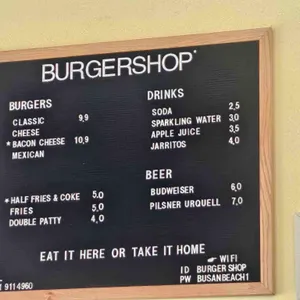 BURGERSHOP*
BURGERS
CLASSIC 9,9
CHEESE
*BACON CHEESE 10,9
MEXICAN
*HALF FRIES & COKE 5,0
FRIES 5,0
DOUBLE PATTY 4,0
DRINKS
SODA 2,5
SPARKLING WATER 3,0
APPLE JUICE 3,5
JARRITOS 4,0
BEER
BUDWEISER 6,0
PILSNER URQUELL 7,0
EAT IT HERE OR TAKE IT HOME
WIFI
ID BURGERSHOP
PW BUSANBEACH1
9114960